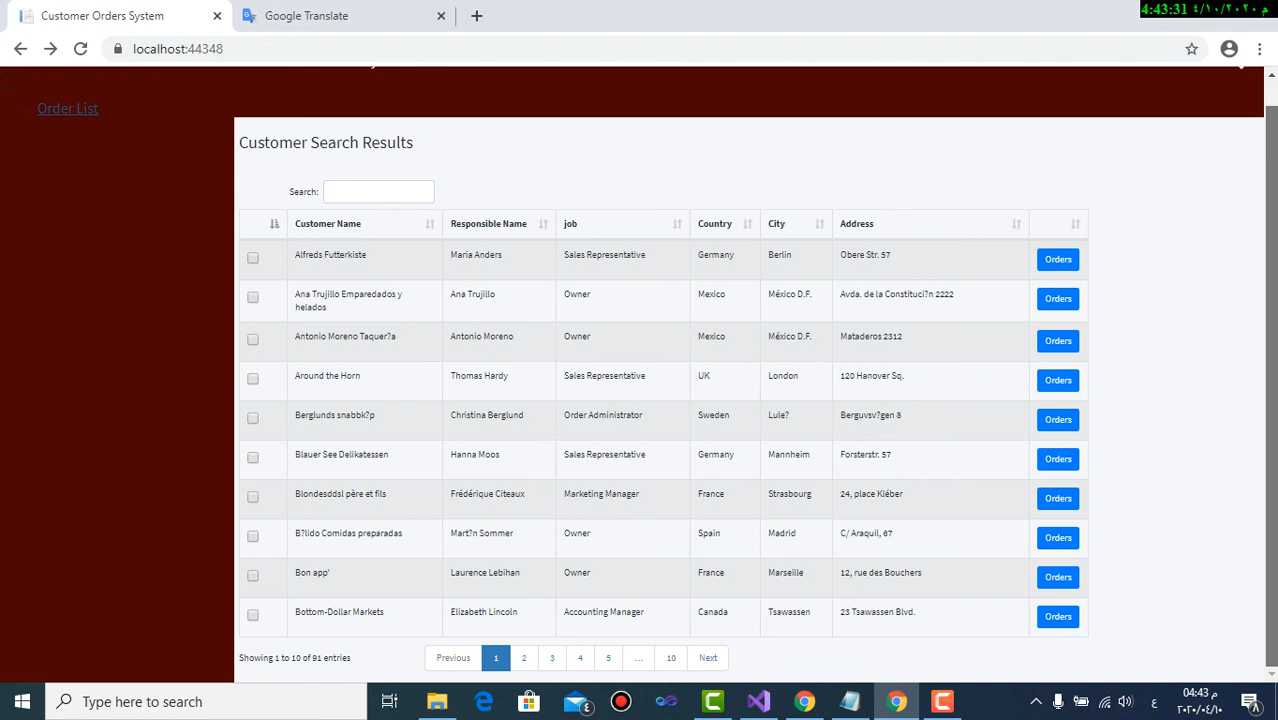 Customer Orders System
Google Translate
4:43:31 م ٤/١٠/٢٠٢٠
localhost:44348
Order List
Customer Search Results
Search:
Customer Name Responsible Name job Country City Address
Alfreds Futterkiste Maria Anders Sales Representative Germany Berlin Obere Str. 57 Orders
Ana Trujillo Emparedados y helados Ana Trujillo Owner Mexico México D.F. Avda. de la Constituci?n 2222 Orders
Antonio Moreno Taquer?a Antonio Moreno Owner Mexico México D.F. Mataderos 2312 Orders
Around the Horn Thomas Hardy Sales Representative UK London 120 Hanover Sq. Orders
Berglunds snabbk?p Christina Berglund Order Administrator Sweden Lule? Berguvsv?gen 8 Orders
Blauer See Delikatessen Hanna Moos Sales Representative Germany Mannheim Forsterstr. 57 Orders
Blondesddsl père et fils Frédérique Citeaux Marketing Manager France Strasbourg 24, place Kléber Orders
B?lido Comidas preparadas Mart?n Sommer Owner Spain Madrid C/ Araquil, 67 Orders
Bon app' Laurence Lebihan Owner France Marseille 12, rue des Bouchers Orders
Bottom-Dollar Markets Elizabeth Lincoln Accounting Manager Canada Tsawassen 23 Tsawassen Blvd. Orders
Showing 1 to 10 of 91 entries Previous 1 2 3 4 5 ... 10 Next
Type here to search
ع
04:43 م
٢٠٢٠/٠٤/١٠